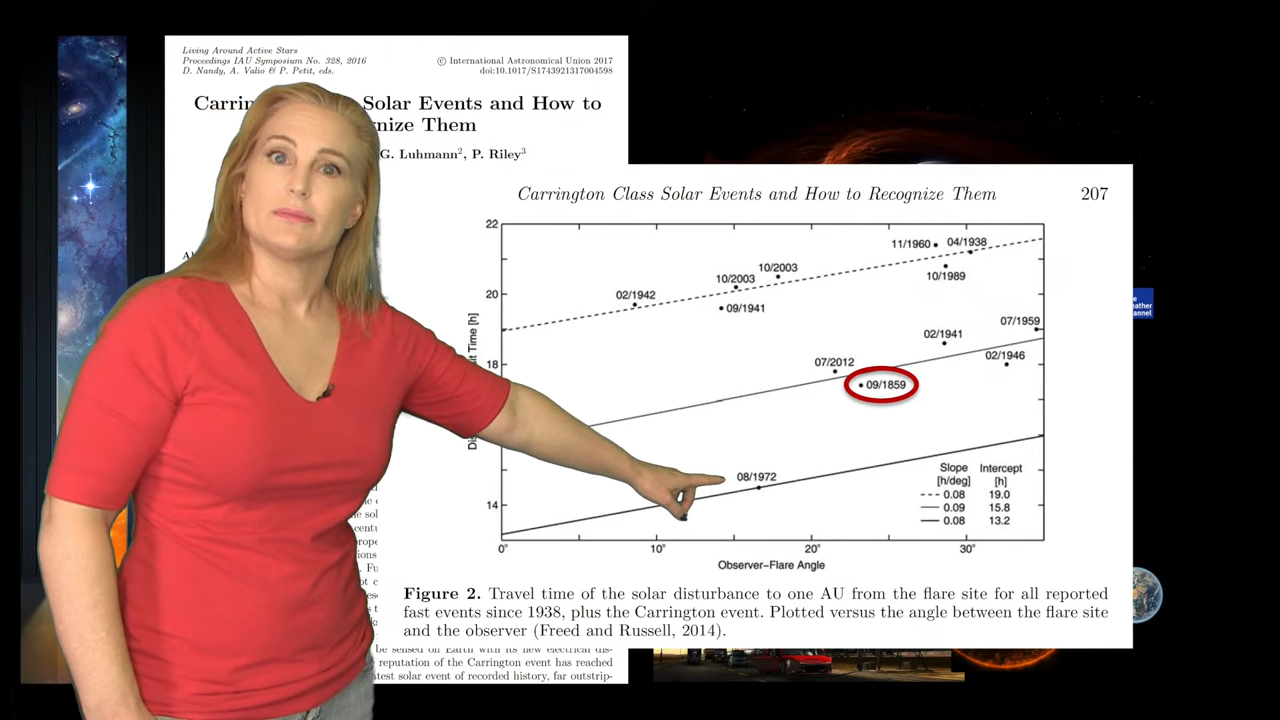 Living Around Active Stars
Proceedings IAU Symposium No. 328, 2016
D. Nandy, A. Valio & P. Petit, eds.
© International Astronomical Union 2017
doi:10.1017/S1743921317004598
Solar Events and How to
Them
G. Luhmann², P. Riley³
Carrington Class Solar Events and How to Recognize Them 207
22
20
18
14
Time [h]
11/1960
04/1938
10/1989
10/2003
10/2003
02/1942
09/1941
07/1959
02/1941
02/1946
07/2012
09/1859
08/1972
Slope Intercept
[h/deg] [h]
0.08 19.0
0.09 15.8
0.08 13.2
0° 10° 20° 30°
Observer-Flare Angle
Figure 2. Travel time of the solar disturbance to one AU from the flare site for all reported
fast events since 1938, plus the Carrington event. Plotted versus the angle between the flare site
and the observer (Freed and Russell, 2014).
be sensed on Earth with its new electrical dis-
reputation of the Carrington event has reached
solar event of recorded history, far outstrip-